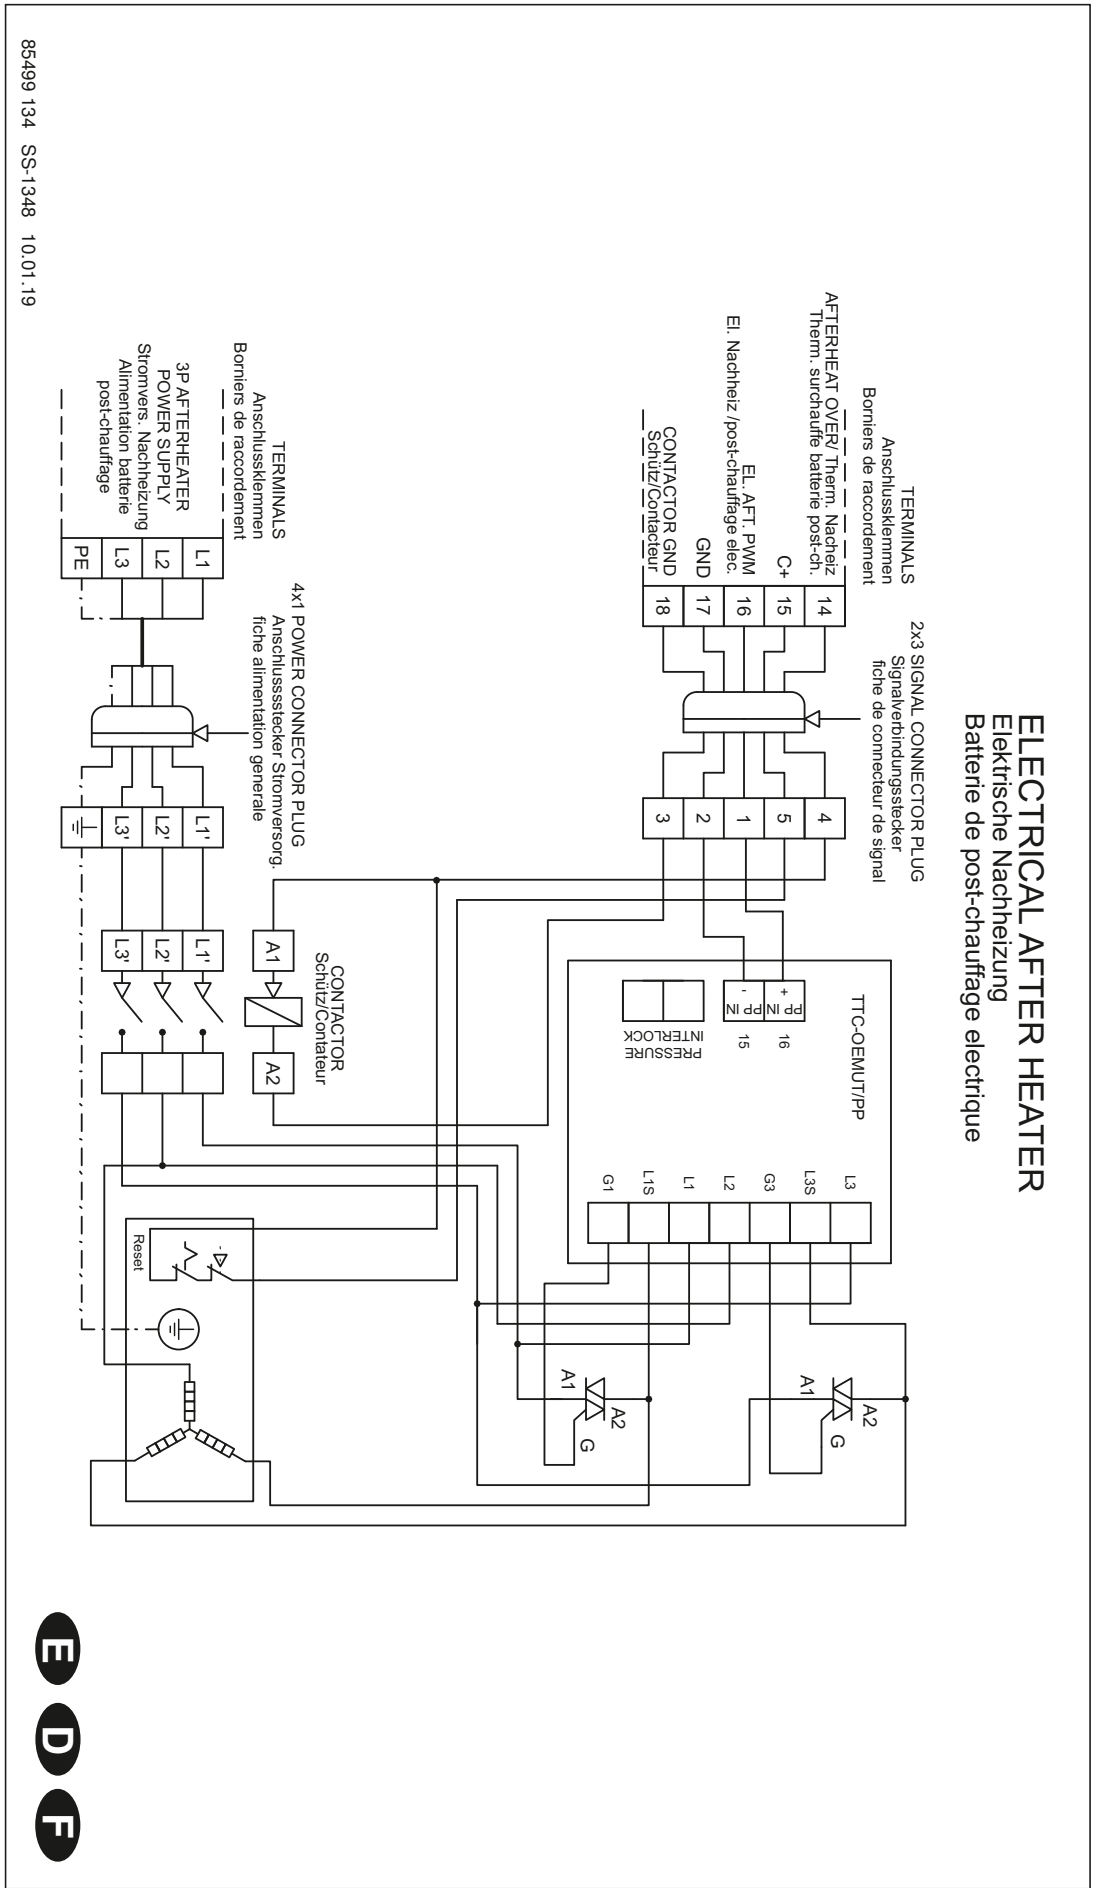 ELECTRICAL AFTER HEATER
Elektrische Nachheizung
Batterie de post-chauffage electrique
TERMINALS
Anschlussklemmen
Borniers de raccordement
2x3 SIGNAL CONNECTOR PLUG
Signalverbindungsstecker
fiche de connecteur de signal
AFTERHEAT OVER/ Therm. Nacheiz
Therm. surchauffe batterie post-ch.
C+
EL. AFT. PWM
El. Nachheiz /post-chauffage elec.
GND
CONTACTOR GND
Schütz/Contacteur
14
15
16
17
18
4
5
1
2
3
TTC-OEMUT/PP
+
PP IN
-
PP IN
16
15
PRESSURE
INTERLOCK
L3
L3S
G3
L2
L1
L1S
G1
A1
A2
G
A1
A2
G
TERMINALS
Anschlussklemmen
Borniers de raccordement
3P AFTERHEATER
POWER SUPPLY
Stromvers. Nachheizung
Alimentation batterie
post-chauffage
L1
L2
L3
PE
4x1 POWER CONNECTOR PLUG
Anschlussstecker Stromversorg.
fiche alimentation generale
L1'
L2'
L3'
CONTACTOR
Schütz/Contateur
A1
A2
L1'
L2'
L3'
Reset
85499 134 SS-1348 10.01.19
E D F